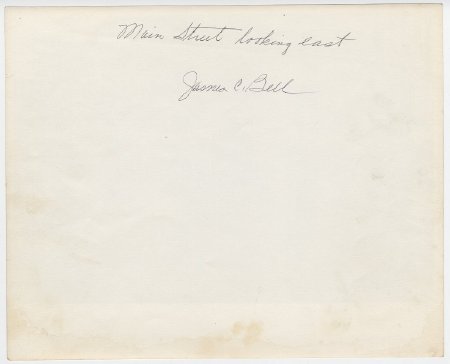 Main Street looking east
James C. Bell